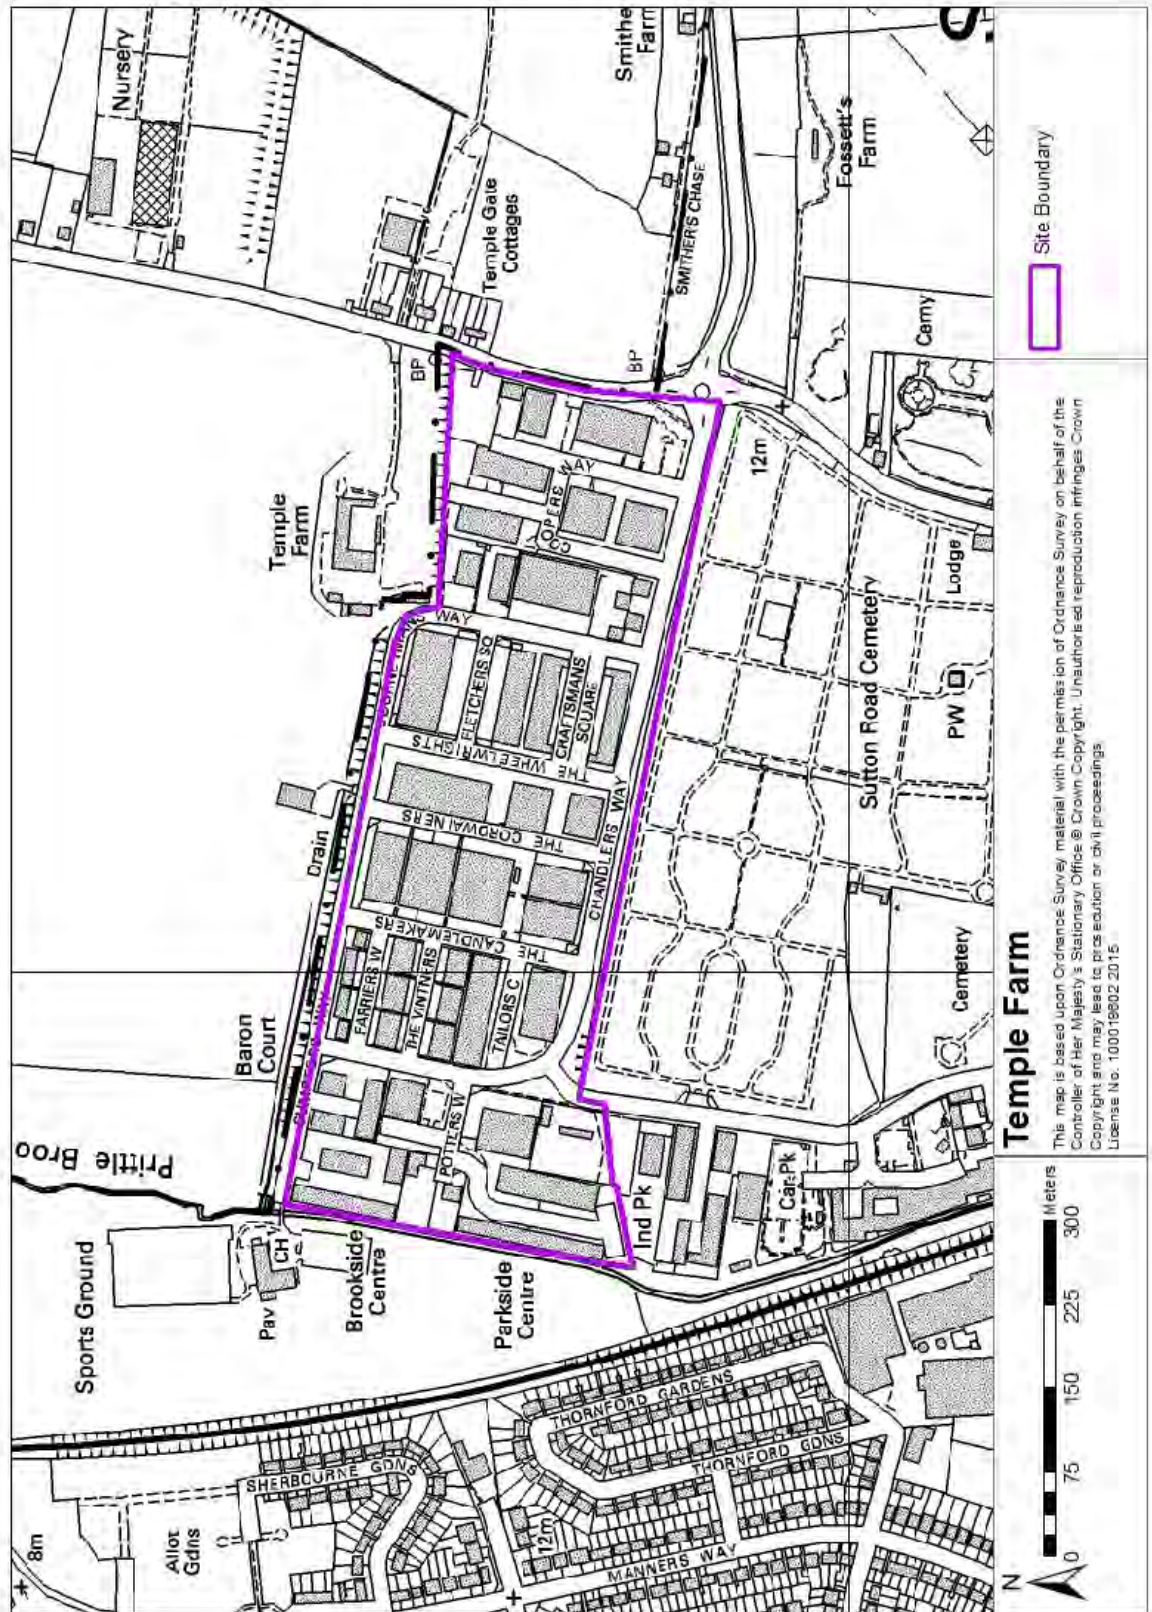 Nursery
Smithe
Farm
Fossett's
Farm
SMITHERS CHASE
Temple Gate
Cottages
BP
BP
Cemy
12m
Temple
Farm
COOPERS WAY
WAY
FLETCHERS SQ
CRAFTSMANS
SQUARE
THE WHEELWRIGHTS
THE CORDWAINERS
CHANDLERS WAY
THE CANDLEMAKERS
Drain
FARRIERS W
THE VINTNERS
TAILORS C
POTTERS W
Baron
Court
Prittle Broo
Sutton Road Cemetery
Lodge
PW
Cemetery
Sports Ground
Pav
CH
Brookside
Centre
Parkside
Centre
Ind Pk
Car Pk
SHERBOURNE GDNS
THORNFORD GARDENS
THORNFORD GDNS
MANNERS WAY
Allot
Gdns
8m
12m
Temple Farm
This map is based upon Ordnance Survey material with the permission of Ordnance Survey on behalf of the
Controller of Her Majesty's Stationary Office © Crown Copyright. Unauthorised reproduction infringes Crown
Copyright and may lead to prosecution or civil proceedings
License No. 100019802 2015
Site Boundary
N
0 75 150 225 300
Meters